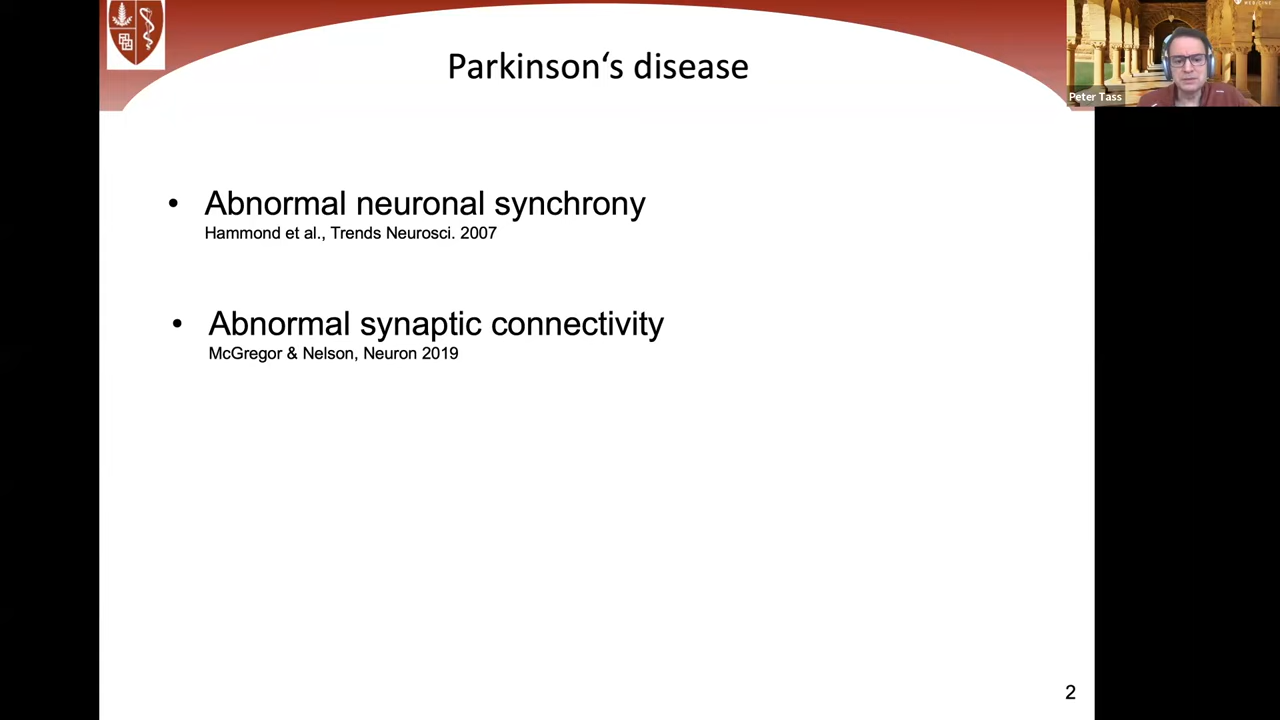 Parkinson‘s disease
MEDICINE
Peter Tass
• Abnormal neuronal synchrony
Hammond et al., Trends Neurosci. 2007
• Abnormal synaptic connectivity
McGregor & Nelson, Neuron 2019
2